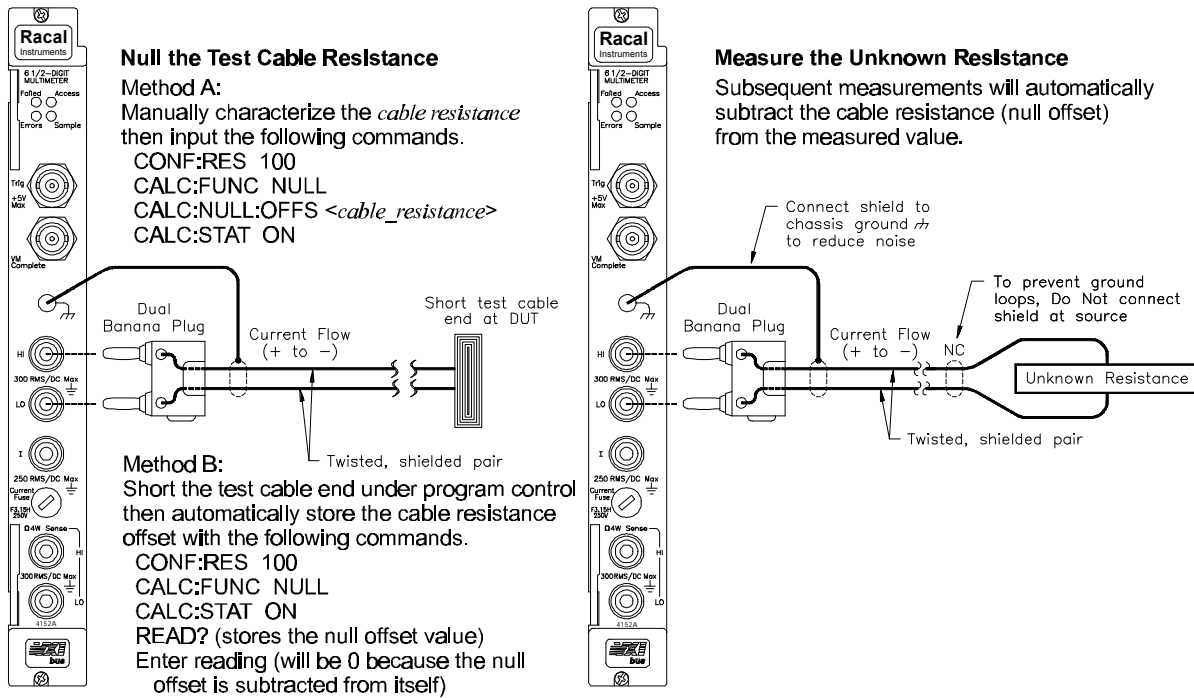 Racal
Instruments
6 1/2-DIGIT
MULTIMETER
Failed Access
Errors Sample
Trig
+5V
Max
VM
Complete
HI
300 RMS/DC Max
LO
I
250 RMS/DC Max
Current
Fuse
F3.15H
250V
Ω4W Sense
HI
300RMS/DC Max
LO
4152A
VXI
bus
Null the Test Cable Resistance
Method A:
Manually characterize the cable resistance
then input the following commands.
CONF:RES 100
CALC:FUNC NULL
CALC:NULL:OFFS <cable_resistance>
CALC:STAT ON
Dual
Banana Plug
Current Flow
(+ to -)
Short test cable
end at DUT
Twisted, shielded pair
Method B:
Short the test cable end under program control
then automatically store the cable resistance
offset with the following commands.
CONF:RES 100
CALC:FUNC NULL
CALC:STAT ON
READ? (stores the null offset value)
Enter reading (will be 0 because the null
offset is subtracted from itself)
Racal
Instruments
6 1/2-DIGIT
MULTIMETER
Failed Access
Errors Sample
Trig
+5V
Max
VM
Complete
HI
300 RMS/DC Max
LO
I
250 RMS/DC Max
Current
Fuse
F3.15H
250V
Ω4W Sense
HI
300RMS/DC Max
LO
4152A
VXI
bus
Measure the Unknown Resistance
Subsequent measurements will automatically
subtract the cable resistance (null offset)
from the measured value.
Connect shield to
chassis ground
to reduce noise
To prevent ground
loops, Do Not connect
shield at source
Dual
Banana Plug
Current Flow
(+ to -)
NC
Unknown Resistance
Twisted, shielded pair